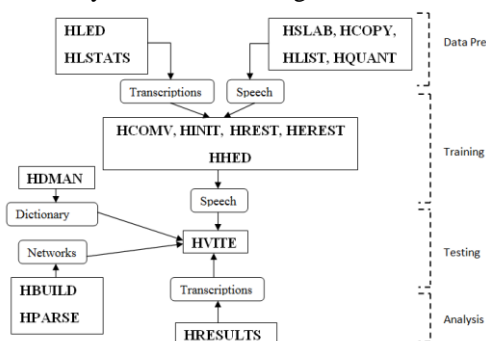 HLED
HLSTATS
HSLAB, HCOPY,
HLIST, HQUANT
Data Pre
Transcriptions
Speech
HCOMV, HINIT, HREST, HEREST
HHED
Training
HDMAN
Speech
Dictionary
HVITE
Networks
Testing
HBUILD
HPARSE
Transcriptions
Analysis
HRESULTS